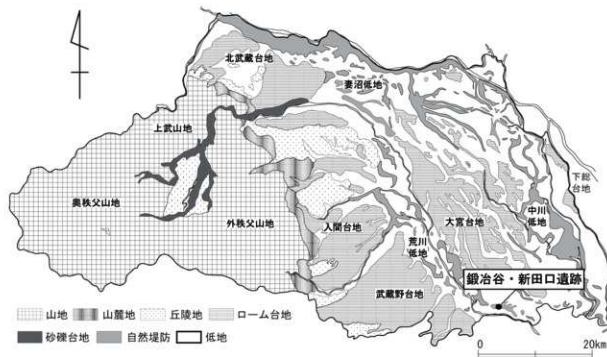 北武蔵台地
妻沼低地
上武山地
下総
台地
奥秩父山地
外秩父山地
入間台地
荒川
低地
大宮台地
中川
低地
武蔵野台地
鍛冶谷・新田口遺跡
山地 山麓地 丘陵地 ローム台地
砂礫台地 自然堤防 低地
0 20km